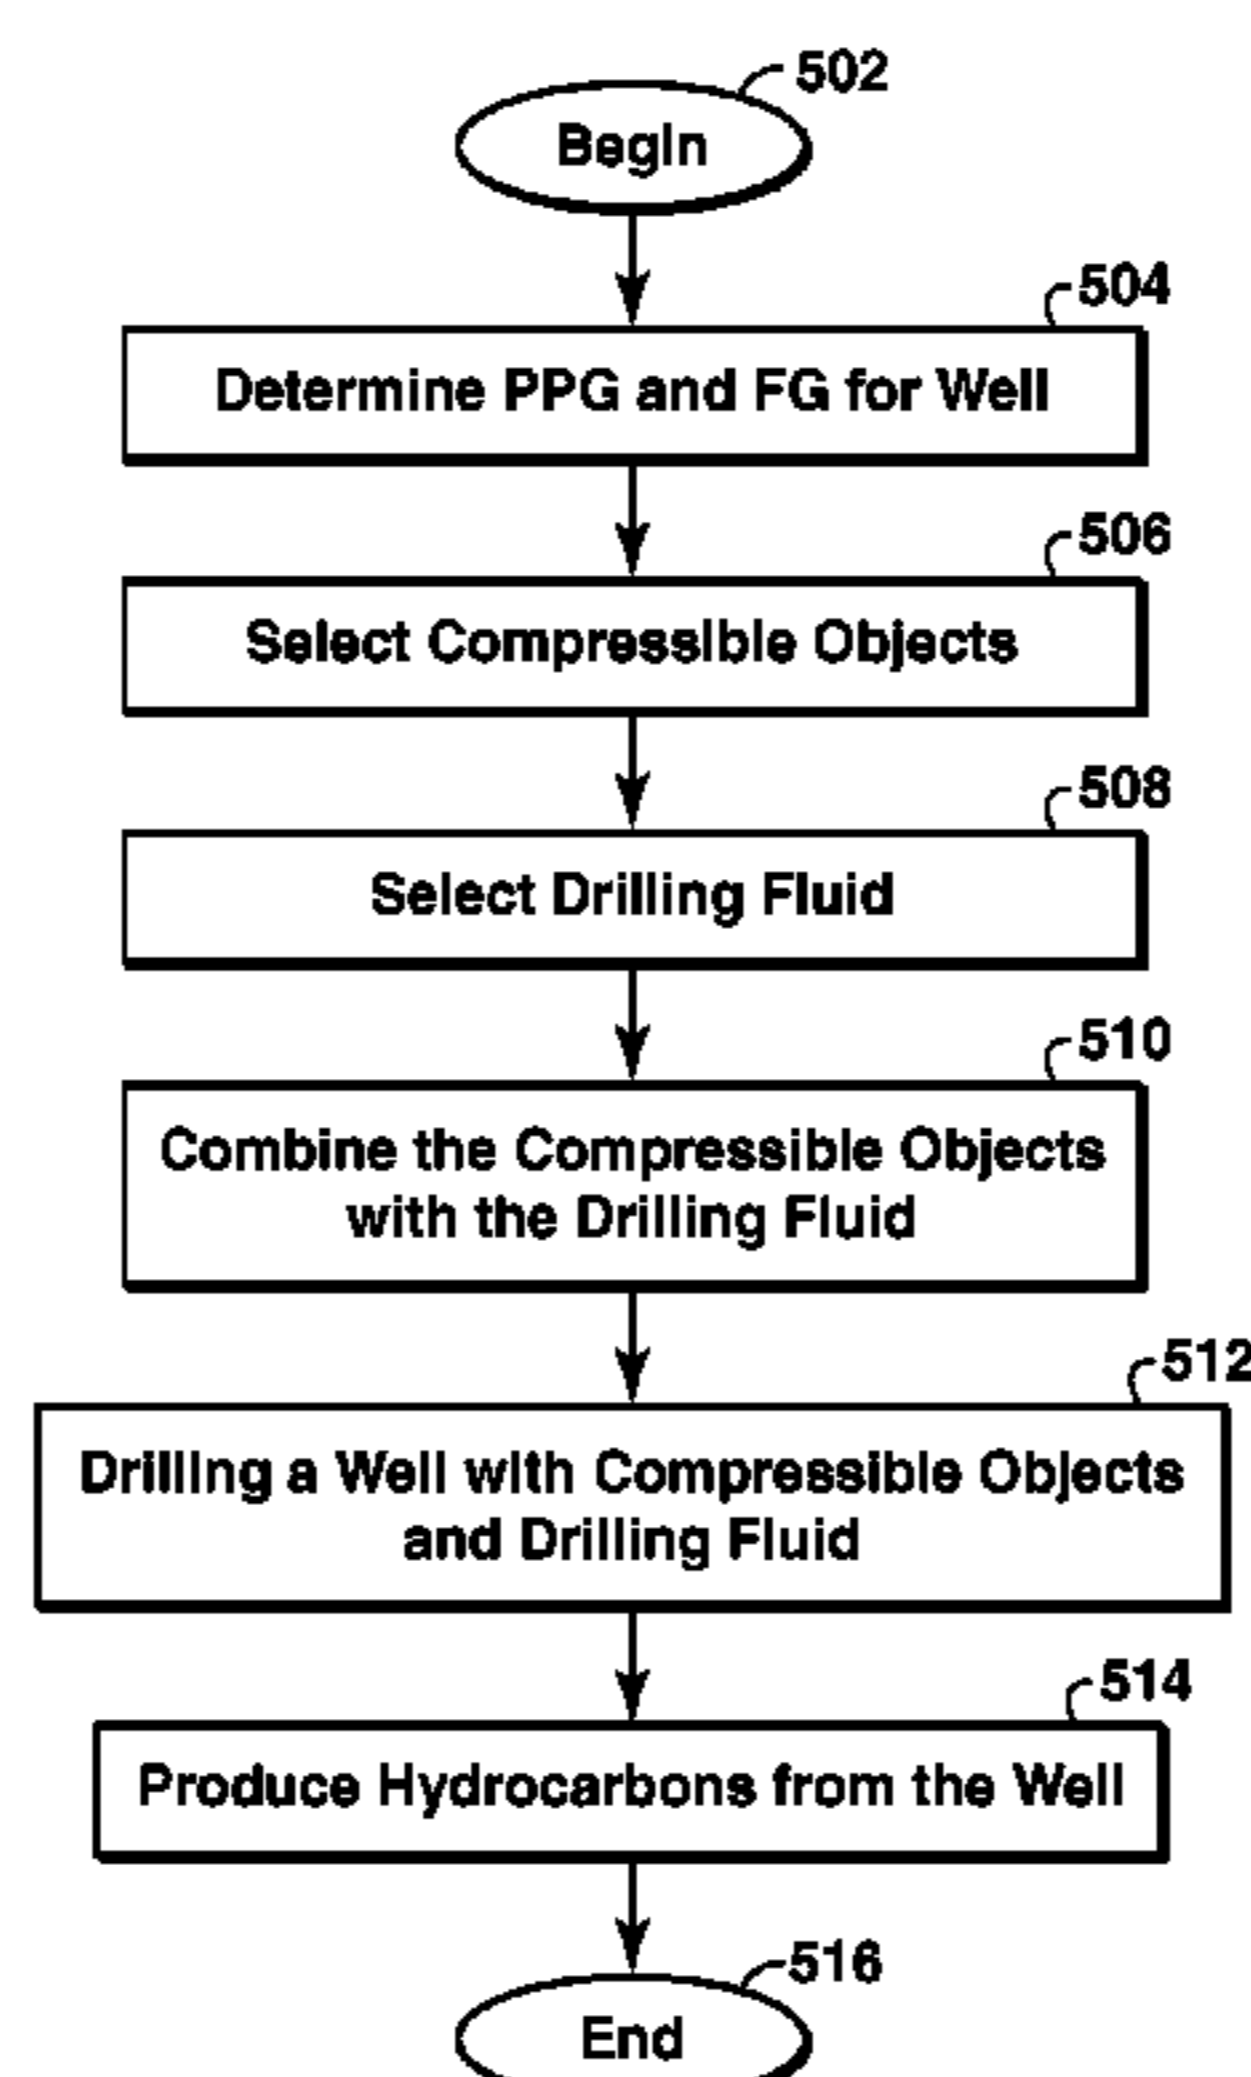 502
Begin
504
Determine PPG and FG for Well
506
Select Compressible Objects
508
Select Drilling Fluid
510
Combine the Compressible Objects
with the Drilling Fluid
512
Drilling a Well with Compressible Objects
and Drilling Fluid
514
Produce Hydrocarbons from the Well
516
End